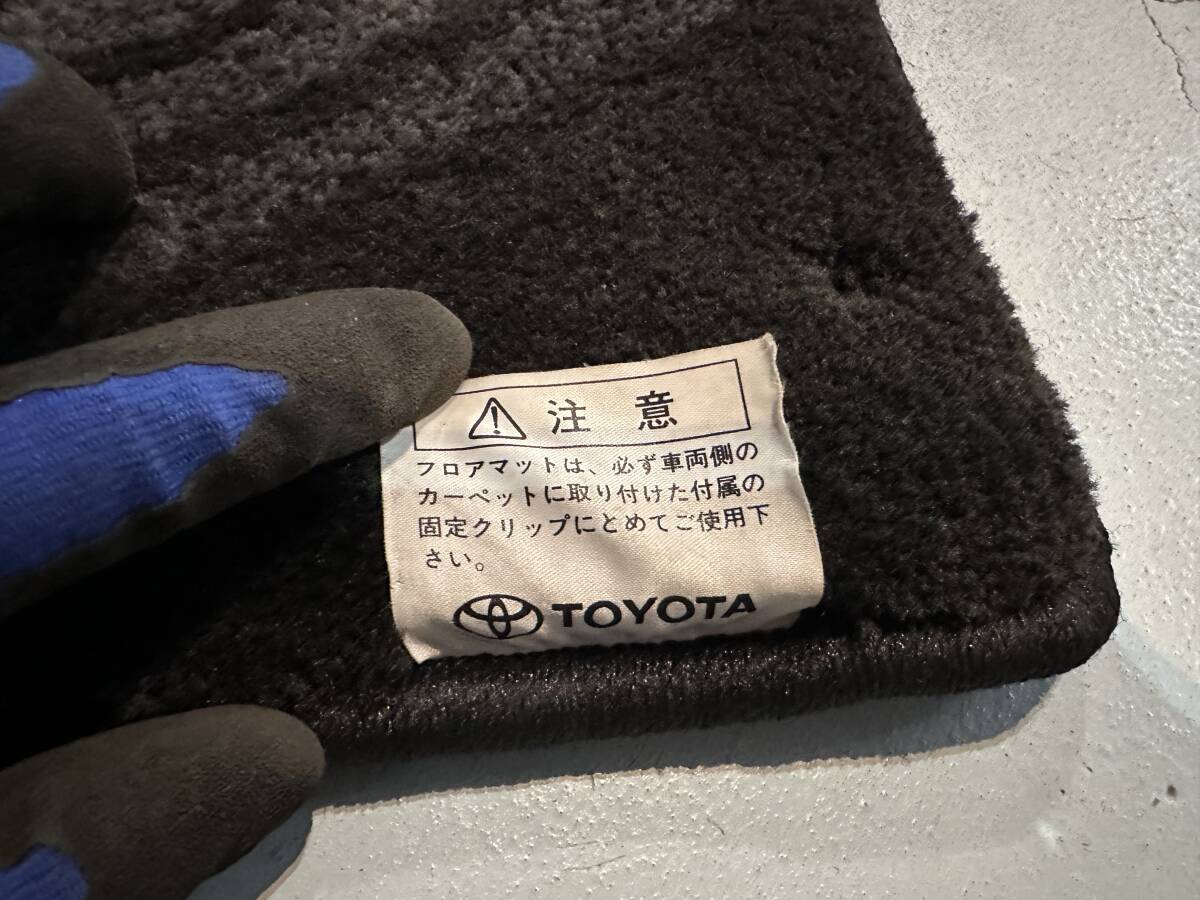 注意
フロアマットは、必ず車両側の
カーペットに取り付けた付属の
固定クリップにとめてご使用下
さい。
TOYOTA